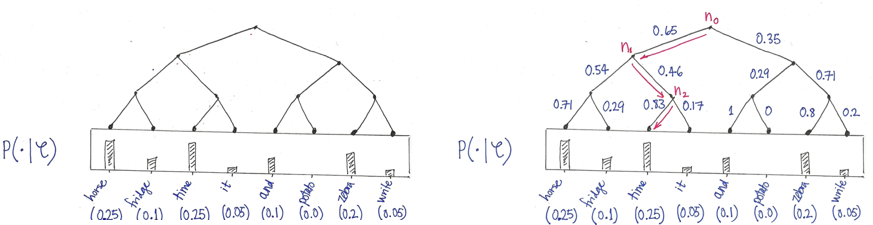 P(·|C)
horse
fridge
time
it
and
potato
zebra
write
(0.25) (0.1) (0.25) (0.05) (0.1) (0.0) (0.2) (0.05)
n₀
0.65
0.35
n₁
0.54
0.46
0.29
0.71
n₂
0.71
0.29
0.83
0.17
1
0
0.8
0.2
P(·|C)
horse
fridge
time
it
and
potato
zebra
write
(0.25) (0.1) (0.25) (0.05) (0.1) (0.0) (0.2) (0.05)